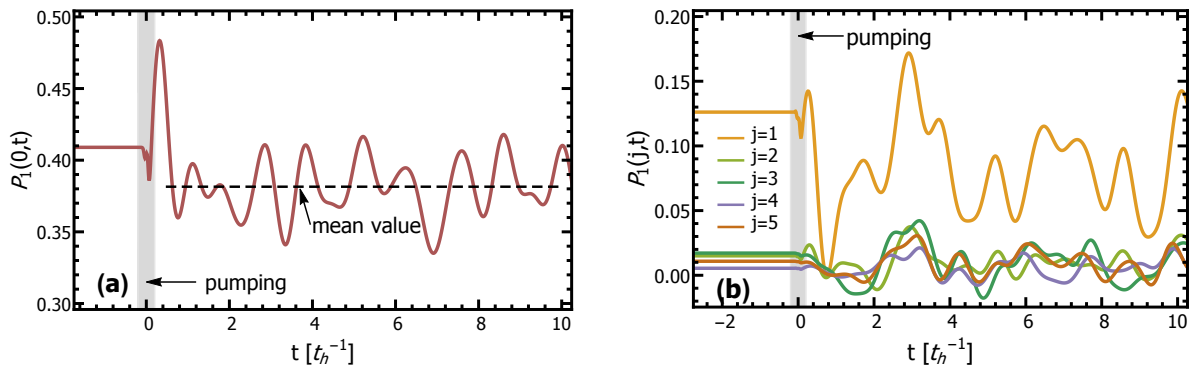 0.50
0.45
0.40
0.35
0.30
P₁(0,t)
mean value
pumping
(a)
0 2 4 6 8 10
t [tₕ⁻¹]
0.20
0.15
0.10
0.05
0.00
P₁(j,t)
pumping
j=1
j=2
j=3
j=4
j=5
(b)
−2 0 2 4 6 8 10
t [tₕ⁻¹]